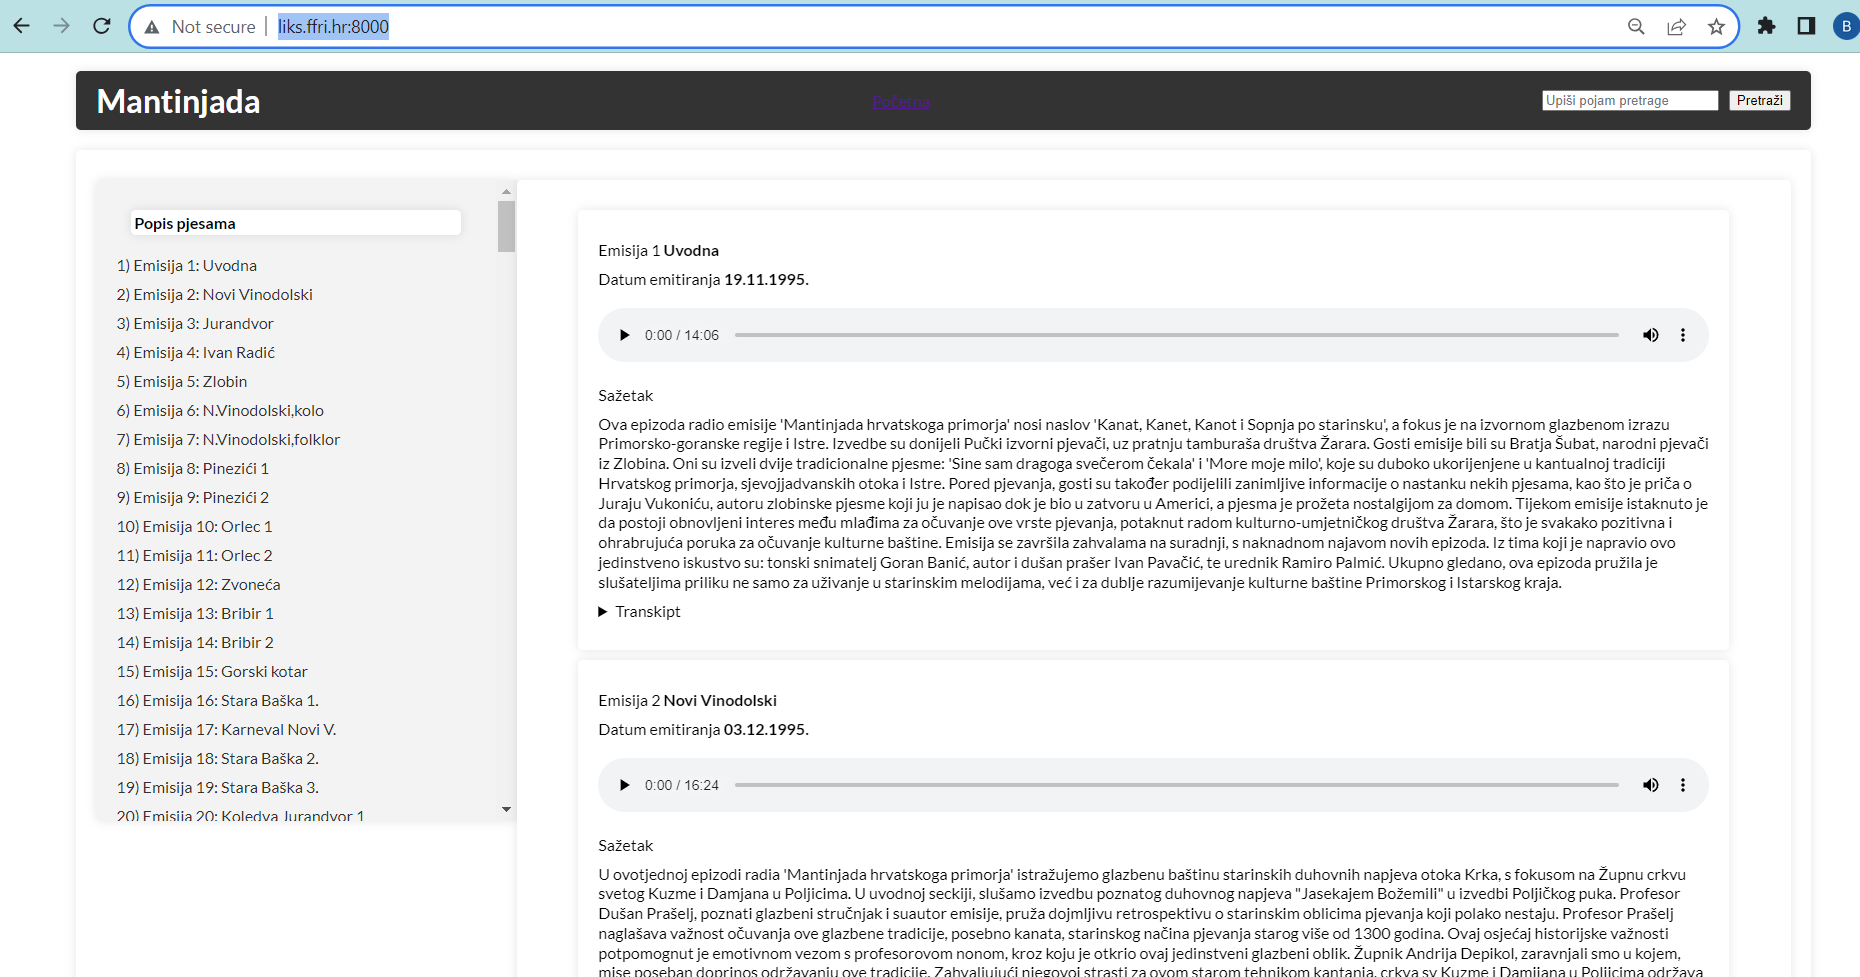 Not secure | liks.ffri.hr:8000
B
Mantinjada
Početna
Upiši pojam pretrage
Pretraži
Popis pjesama
1) Emisija 1: Uvodna
2) Emisija 2: Novi Vinodolski
3) Emisija 3: Jurandvor
4) Emisija 4: Ivan Radić
5) Emisija 5: Zlobin
6) Emisija 6: N.Vinodolski,kolo
7) Emisija 7: N.Vinodolski,folklor
8) Emisija 8: Pinezići 1
9) Emisija 9: Pinezići 2
10) Emisija 10: Orlec 1
11) Emisija 11: Orlec 2
12) Emisija 12: Zvoneća
13) Emisija 13: Bribir 1
14) Emisija 14: Bribir 2
15) Emisija 15: Gorski kotar
16) Emisija 16: Stara Baška 1.
17) Emisija 17: Karneval Novi V.
18) Emisija 18: Stara Baška 2.
19) Emisija 19: Stara Baška 3.
20) Emisija 20: Koledva Jurandvor 1
Emisija 1 Uvodna
Datum emitiranja 19.11.1995.
0:00 / 14:06
Sažetak
Ova epizoda radio emisije 'Mantinjada hrvatskoga primorja' nosi naslov 'Kanat, Kanet, Kanot i Sopnja po starinsku', a fokus je na izvornom glazbenom izrazu
Primorsko-goranske regije i Istre. Izvedbe su donijeli Pučki izvorni pjevači, uz pratnju tamburaša društva Žarara. Gosti emisije bili su Bratja Šubat, narodni pjevači
iz Zlobina. Oni su izveli dvije tradicionalne pjesme: 'Sine sam dragoga svečerom čekala' i 'More moje milo', koje su duboko ukorijenjene u kantualnoj tradiciji
Hrvatskog primorja, sjevojjadvanskih otoka i Istre. Pored pjevanja, gosti su također podijelili zanimljive informacije o nastanku nekih pjesama, kao što je priča o
Juraju Vukoniću, autoru zlobinske pjesme koji ju je napisao dok je bio u zatvoru u Americi, a pjesma je prožeta nostalgijom za domom. Tijekom emisije istaknuto je
da postoji obnovljeni interes među mlađima za očuvanje ove vrste pjevanja, potaknut radom kulturno-umjetničkog društva Žarara, što je svakako pozitivna i
ohrabrujuća poruka za očuvanje kulturne baštine. Emisija se završila zahvalama na suradnji, s naknadnom najavom novih epizoda. Iz tima koji je napravio ovo
jedinstveno iskustvo su: tonski snimatelj Goran Banić, autor i dušan prašer Ivan Pavačić, te urednik Ramiro Palmić. Ukupno gledano, ova epizoda pružila je
slušateljima priliku ne samo za uživanje u starinskim melodijama, već i za dublje razumijevanje kulturne baštine Primorskog i Istarskog kraja.
Transkipt
Emisija 2 Novi Vinodolski
Datum emitiranja 03.12.1995.
0:00 / 16:24
Sažetak
U ovotjednoj epizodi radia 'Mantinjada hrvatskoga primorja' istražujemo glazbenu baštinu starinskih duhovnih napjeva otoka Krka, s fokusom na Župnu crkvu
svetog Kuzme i Damjana u Poljicima. U uvodnoj seckiji, slušamo izvedbu poznatog duhovnog napjeva "Jasekajem Božemili" u izvedbi Poljičkog puka. Profesor
Dušan Prašelj, poznati glazbeni stručnjak i suautor emisije, pruža dojmljivu retrospektivu o starinskim oblicima pjevanja koji polako nestaju. Profesor Prašelj
naglašava važnost očuvanja ove glazbene tradicije, posebno kanata, starinskog načina pjevanja starog više od 1300 godina. Ovaj osjećaj historijske važnosti
potpomognut je emotivnom vezom s profesorovom nonom, kroz koju je otkrio ovaj jedinstveni glazbeni oblik. Župnik Andrija Depikol, zaravnjali smo u kojem,
mise poseban doprinos održavanju ove tradicije. Zahvaljujući njegovoj strasti za ovom starom tehnikom kantanja, crkva sv Kuzme i Damijana u Poljicima održava